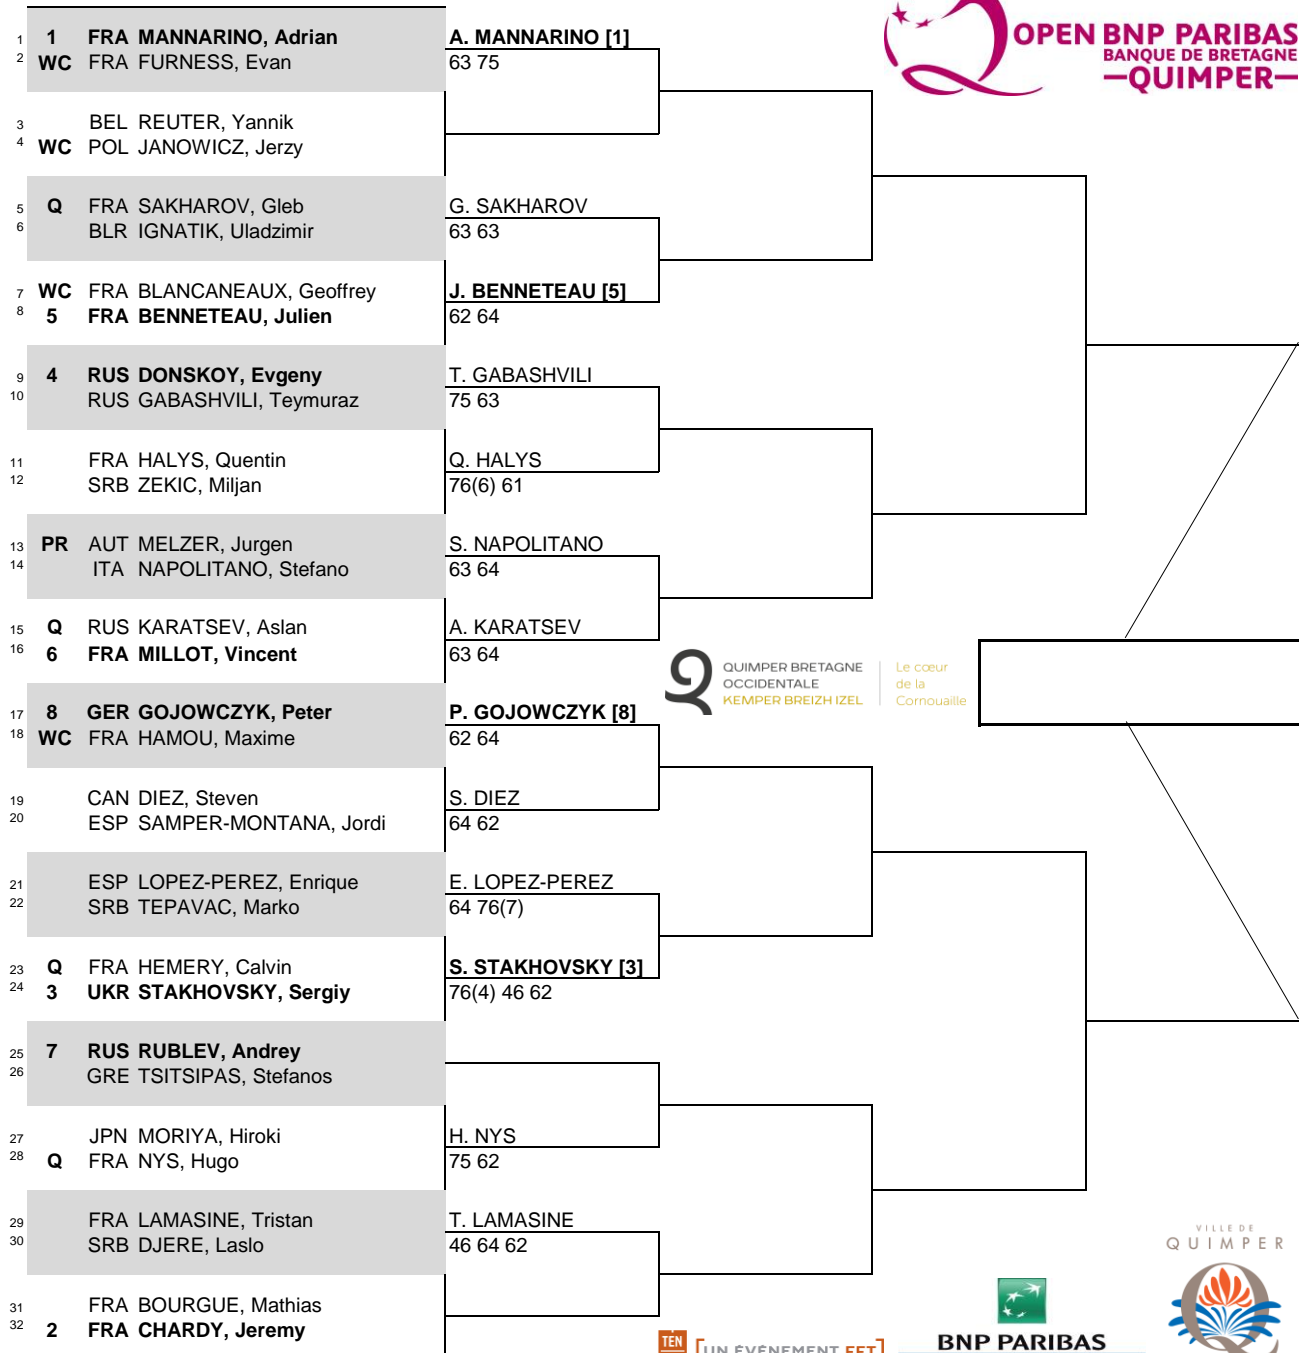 OPEN BNP PARIBAS
BANQUE DE BRETAGNE
—QUIMPER—
1 1 FRA MANNARINO, Adrian A. MANNARINO [1]
2 WC FRA FURNESS, Evan 63 75
3 BEL REUTER, Yannik
4 WC POL JANOWICZ, Jerzy
5 Q FRA SAKHAROV, Gleb G. SAKHAROV
6 BLR IGNATIK, Uladzimir 63 63
7 WC FRA BLANCANEAUX, Geoffrey J. BENNETEAU [5]
8 5 FRA BENNETEAU, Julien 62 64
9 4 RUS DONSKOY, Evgeny T. GABASHVILI
10 RUS GABASHVILI, Teymuraz 75 63
11 FRA HALYS, Quentin Q. HALYS
12 SRB ZEKIC, Miljan 76(6) 61
13 PR AUT MELZER, Jurgen S. NAPOLITANO
14 ITA NAPOLITANO, Stefano 63 64
15 Q RUS KARATSEV, Aslan A. KARATSEV
16 6 FRA MILLOT, Vincent 63 64
QUIMPER BRETAGNE
OCCIDENTALE
KEMPER BREIZH IZEL
Le cœur
de la
Cornouaille
17 8 GER GOJOWCZYK, Peter P. GOJOWCZYK [8]
18 WC FRA HAMOU, Maxime 62 64
19 CAN DIEZ, Steven S. DIEZ
20 ESP SAMPER-MONTANA, Jordi 64 62
21 ESP LOPEZ-PEREZ, Enrique E. LOPEZ-PEREZ
22 SRB TEPAVAC, Marko 64 76(7)
23 Q FRA HEMERY, Calvin S. STAKHOVSKY [3]
24 3 UKR STAKHOVSKY, Sergiy 76(4) 46 62
25 7 RUS RUBLEV, Andrey
26 GRE TSITSIPAS, Stefanos
27 JPN MORIYA, Hiroki H. NYS
28 Q FRA NYS, Hugo 75 62
29 FRA LAMASINE, Tristan T. LAMASINE
30 SRB DJERE, Laslo 46 64 62
31 FRA BOURGUE, Mathias
32 2 FRA CHARDY, Jeremy
VILLE DE
QUIMPER
TEN
[UN ÉVÉNEMENT FFT]
BNP PARIBAS